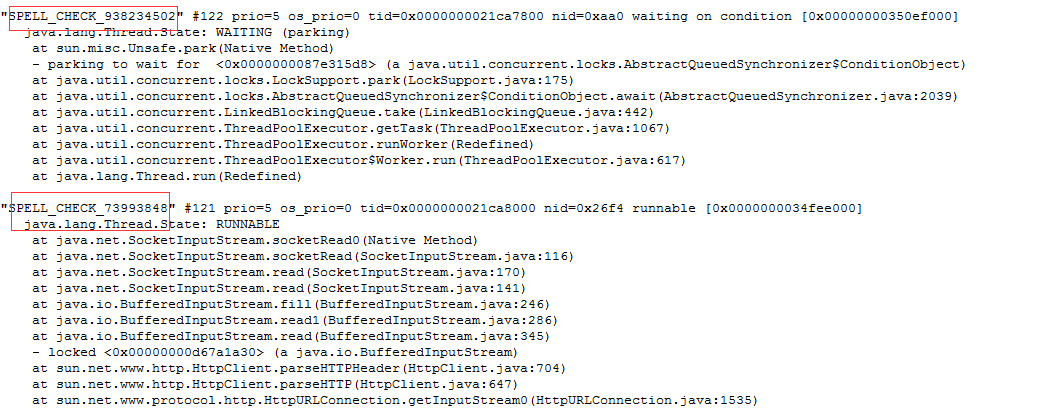 "SPELL_CHECK_938234502" #122 prio=5 os_prio=0 tid=0x0000000021ca7800 nid=0xaa0 waiting on condition [0x00000000350ef000]
java.lang.Thread.State: WAITING (parking)
at sun.misc.Unsafe.park(Native Method)
- parking to wait for  <0x0000000087e315d8> (a java.util.concurrent.locks.AbstractQueuedSynchronizer$ConditionObject)
at java.util.concurrent.locks.LockSupport.park(LockSupport.java:175)
at java.util.concurrent.locks.AbstractQueuedSynchronizer$ConditionObject.await(AbstractQueuedSynchronizer.java:2039)
at java.util.concurrent.LinkedBlockingQueue.take(LinkedBlockingQueue.java:442)
at java.util.concurrent.ThreadPoolExecutor.getTask(ThreadPoolExecutor.java:1067)
at java.util.concurrent.ThreadPoolExecutor.runWorker(Redefined)
at java.util.concurrent.ThreadPoolExecutor$Worker.run(ThreadPoolExecutor.java:617)
at java.lang.Thread.run(Redefined)
"SPELL_CHECK_73993848" #121 prio=5 os_prio=0 tid=0x0000000021ca8000 nid=0x26f4 runnable [0x0000000034fee000]
java.lang.Thread.State: RUNNABLE
at java.net.SocketInputStream.socketRead0(Native Method)
at java.net.SocketInputStream.socketRead(SocketInputStream.java:116)
at java.net.SocketInputStream.read(SocketInputStream.java:170)
at java.net.SocketInputStream.read(SocketInputStream.java:141)
at java.io.BufferedInputStream.fill(BufferedInputStream.java:246)
at java.io.BufferedInputStream.read1(BufferedInputStream.java:286)
at java.io.BufferedInputStream.read(BufferedInputStream.java:345)
- locked <0x00000000d67a1a30> (a java.io.BufferedInputStream)
at sun.net.www.http.HttpClient.parseHTTPHeader(HttpClient.java:704)
at sun.net.www.http.HttpClient.parseHTTP(HttpClient.java:647)
at sun.net.www.protocol.http.HttpURLConnection.getInputStream0(HttpURLConnection.java:1535)